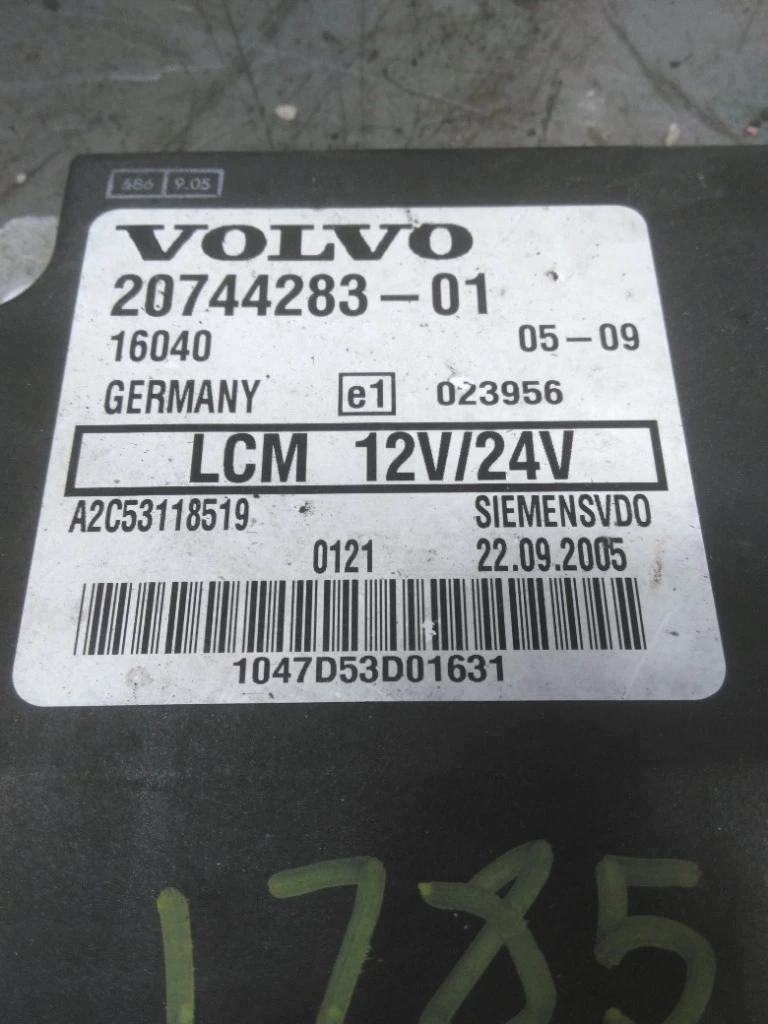 686 9.05
VOLVO
20744283-01
16040 05-09
GERMANY e1 023956
LCM 12V/24V
A2C53118519 SIEMENSVDO
0121 22.09.2005
1047D53D01631
1785